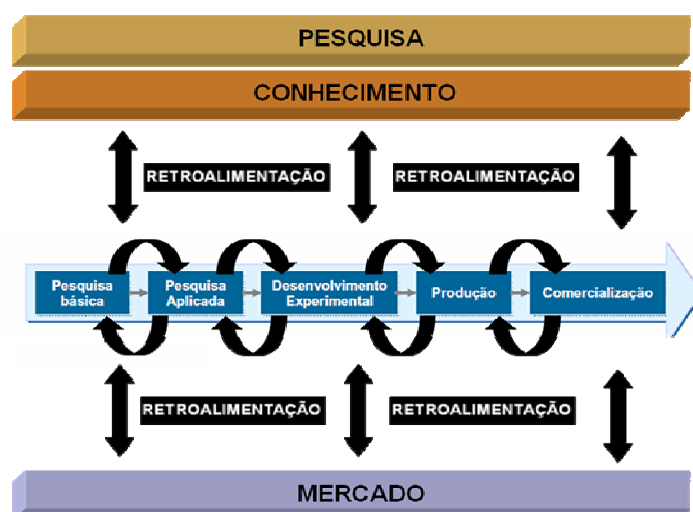 PESQUISA
CONHECIMENTO
RETROALIMENTAÇÃO
RETROALIMENTAÇÃO
Pesquisa
básica
Pesquisa
Aplicada
Desenvolvimento
Experimental
Produção
Comercialização
RETROALIMENTAÇÃO
RETROALIMENTAÇÃO
MERCADO